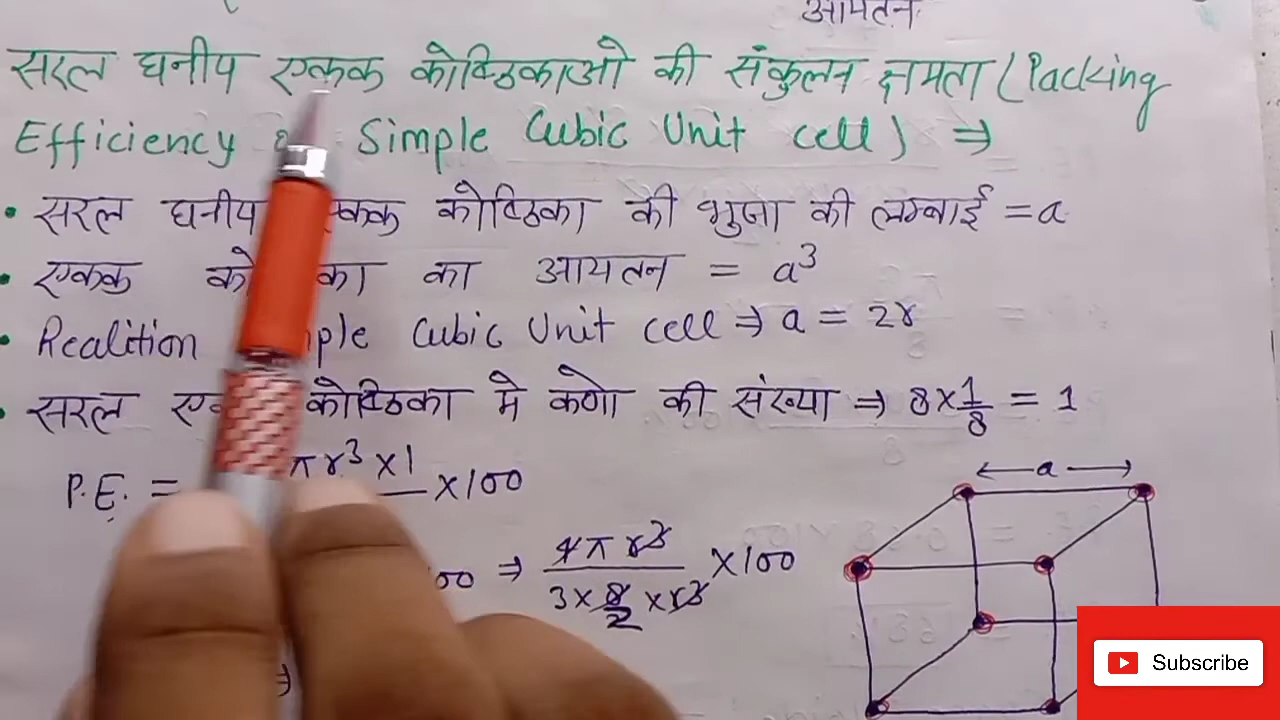 आयतन
सरल घनीय एकक कोष्ठिकाओ की संकुलन क्षमता (Packing
Efficiency Simple Cubic Unit cell) ⇒
• सरल घनीय एकक कोष्ठिका की भुजा की लम्बाई = a
• एकक का आयतन = a³
• Realition Cubic Unit cell ⇒ a = 2r
• सरल कोष्ठिका मे कणो की संख्या ⇒ 8×1/8 = 1
P.E. = πr³×1 ×100
⇒ 4πr³ / 3×8×r³ ×100
2
← a →
Subscribe